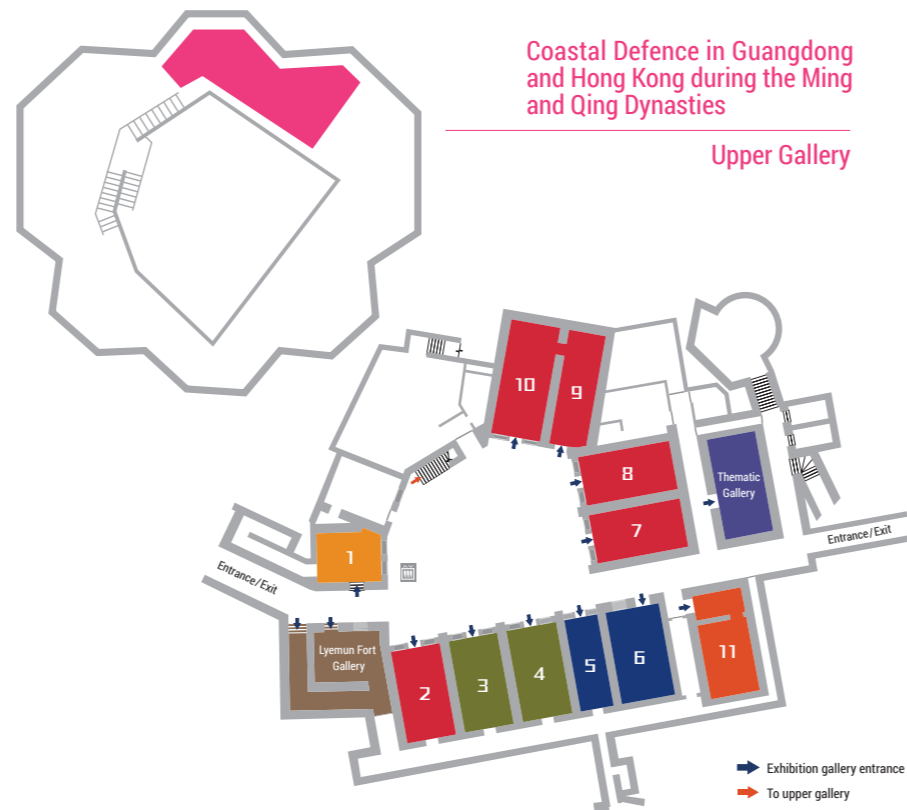 Coastal Defence in Guangdong
and Hong Kong during the Ming
and Qing Dynasties
Upper Gallery
10
9
8
7
Thematic
Gallery
1
Entrance/Exit
Entrance/Exit
Lyemun Fort
Gallery
2
3
4
5
6
11
Exhibition gallery entrance
To upper gallery